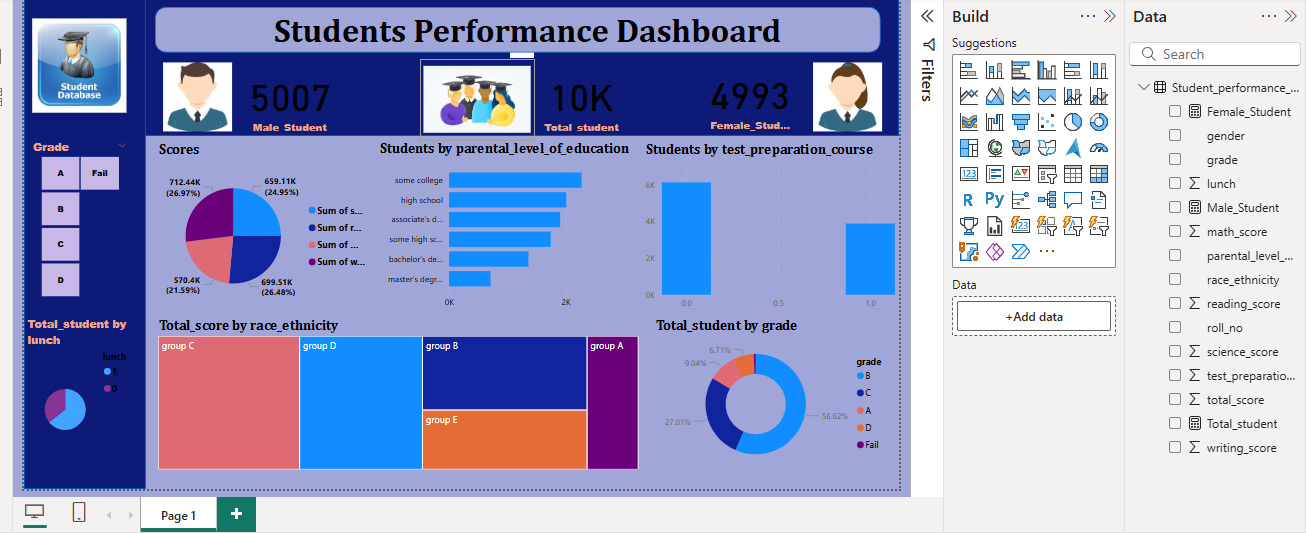 Students Performance Dashboard
Student
Database
5007
Male_Student
10K
Total_student
4993
Female_Stud...
Grade
A
Fail
B
C
D
Total_student by
lunch
lunch
1
0
Scores
712.44K
(26.97%)
659.11K
(24.95%)
570.4K
(21.59%)
699.51K
(26.48%)
Sum of s...
Sum of r...
Sum of ...
Sum of w...
Students by parental_level_of_education
some college
high school
associate's d...
some high sc...
bachelor's de...
master's degr...
0K
2K
Students by test_preparation_course
6K
4K
2K
0K
0.0
0.5
1.0
Total_score by race_ethnicity
group C
group D
group B
group E
group A
Total_student by grade
6.71%
9.04%
27.01%
56.62%
grade
B
C
A
D
Fail
Page 1
+
Filters
Build
Suggestions
123
R
Py
Data
+Add data
Data
Search
Student_performance_...
Female_Student
gender
grade
lunch
Male_Student
math_score
parental_level_...
race_ethnicity
reading_score
roll_no
science_score
test_preparatio...
total_score
Total_student
writing_score